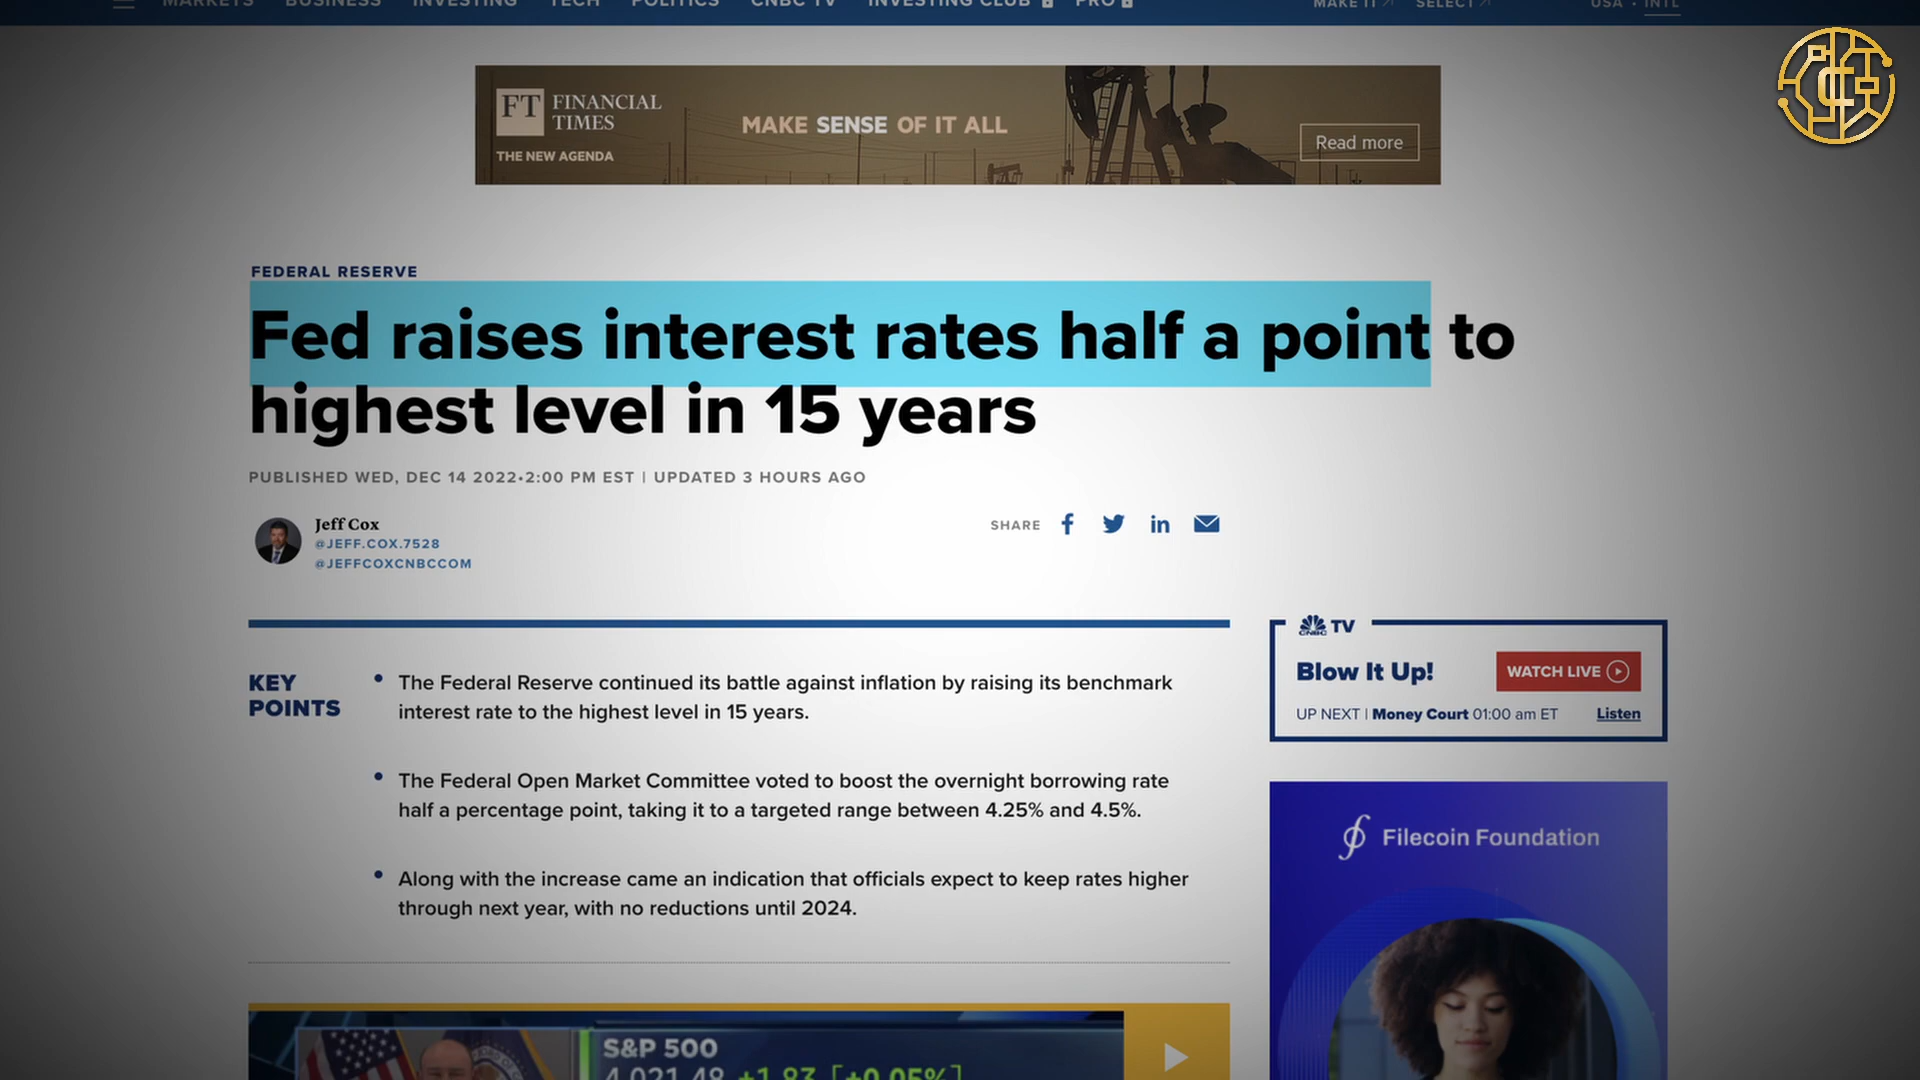 MARKETS BUSINESS INVESTING TECH POLITICS CNBC TV INVESTING CLUB PRO MAKE IT SELECT USA • INTL
FT FINANCIAL TIMES
THE NEW AGENDA
MAKE SENSE OF IT ALL
Read more
FEDERAL RESERVE
Fed raises interest rates half a point to
highest level in 15 years
PUBLISHED WED, DEC 14 2022•2:00 PM EST | UPDATED 3 HOURS AGO
Jeff Cox
@JEFF.COX.7528
@JEFFCOXCNBCCOM
SHARE
KEY
POINTS
The Federal Reserve continued its battle against inflation by raising its benchmark
interest rate to the highest level in 15 years.
The Federal Open Market Committee voted to boost the overnight borrowing rate
half a percentage point, taking it to a targeted range between 4.25% and 4.5%.
Along with the increase came an indication that officials expect to keep rates higher
through next year, with no reductions until 2024.
CNBC TV
Blow It Up!
WATCH LIVE
UP NEXT | Money Court 01:00 am ET
Listen
Filecoin Foundation
S&P 500
4,021.48 +1.83 [+0.05%]